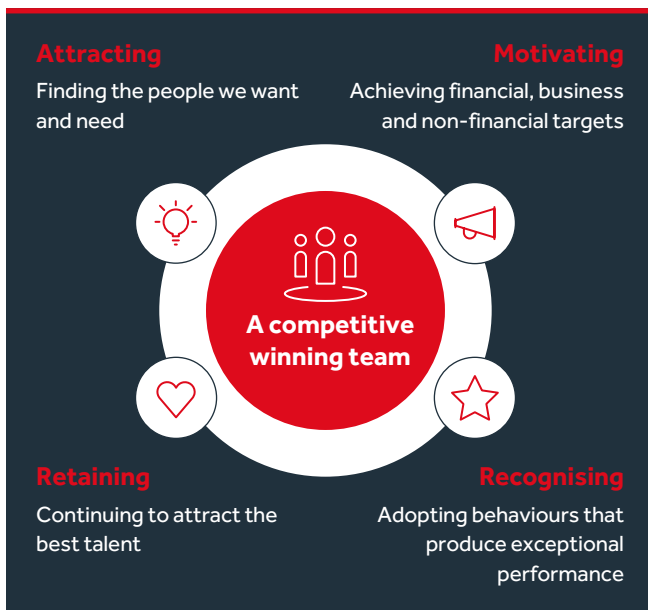 Attracting
Finding the people we want
and need
Motivating
Achieving financial, business
and non-financial targets
A competitive
winning team
Retaining
Continuing to attract the
best talent
Recognising
Adopting behaviours that
produce exceptional
performance